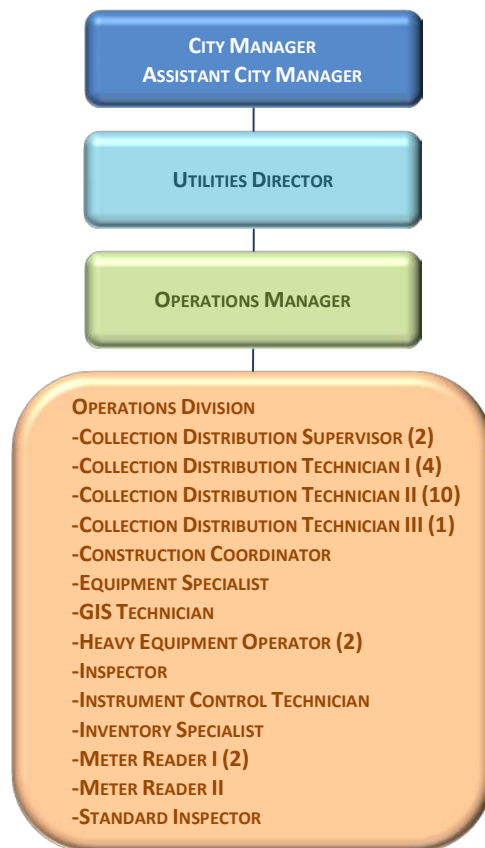 City Manager
Assistant City Manager
Utilities Director
Operations Manager
Operations Division
-Collection Distribution Supervisor (2)
-Collection Distribution Technician I (4)
-Collection Distribution Technician II (10)
-Collection Distribution Technician III (1)
-Construction Coordinator
-Equipment Specialist
-GIS Technician
-Heavy Equipment Operator (2)
-Inspector
-Instrument Control Technician
-Inventory Specialist
-Meter Reader I (2)
-Meter Reader II
-Standard Inspector